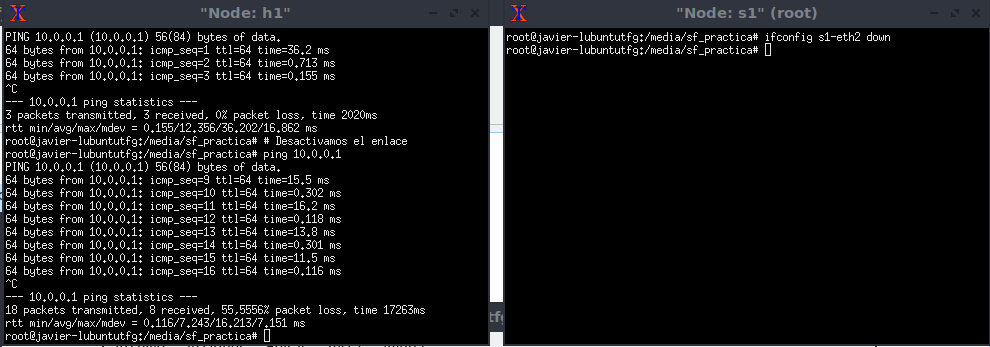 "Node: h1"
PING 10.0.0.1 (10.0.0.1) 56(84) bytes of data.
64 bytes from 10.0.0.1: icmp_seq=1 ttl=64 time=36.2 ms
64 bytes from 10.0.0.1: icmp_seq=2 ttl=64 time=0.713 ms
64 bytes from 10.0.0.1: icmp_seq=3 ttl=64 time=0.155 ms
^C
--- 10.0.0.1 ping statistics ---
3 packets transmitted, 3 received, 0% packet loss, time 2020ms
rtt min/avg/max/mdev = 0.155/12.356/36.202/16.862 ms
root@javier-lubuntutfg:/media/sf_practica# # Desactivamos el enlace
root@javier-lubuntutfg:/media/sf_practica# ping 10.0.0.1
PING 10.0.0.1 (10.0.0.1) 56(84) bytes of data.
64 bytes from 10.0.0.1: icmp_seq=9 ttl=64 time=15.5 ms
64 bytes from 10.0.0.1: icmp_seq=10 ttl=64 time=0.302 ms
64 bytes from 10.0.0.1: icmp_seq=11 ttl=64 time=16.2 ms
64 bytes from 10.0.0.1: icmp_seq=12 ttl=64 time=0.118 ms
64 bytes from 10.0.0.1: icmp_seq=13 ttl=64 time=13.8 ms
64 bytes from 10.0.0.1: icmp_seq=14 ttl=64 time=0.301 ms
64 bytes from 10.0.0.1: icmp_seq=15 ttl=64 time=11.5 ms
64 bytes from 10.0.0.1: icmp_seq=16 ttl=64 time=0.116 ms
^C
--- 10.0.0.1 ping statistics ---
18 packets transmitted, 8 received, 55.5556% packet loss, time 17263ms
rtt min/avg/max/mdev = 0.116/7.243/16.213/7.151 ms
root@javier-lubuntutfg:/media/sf_practica#
"Node: s1" (root)
root@javier-lubuntutfg:/media/sf_practica# ifconfig s1-eth2 down
root@javier-lubuntutfg:/media/sf_practica#